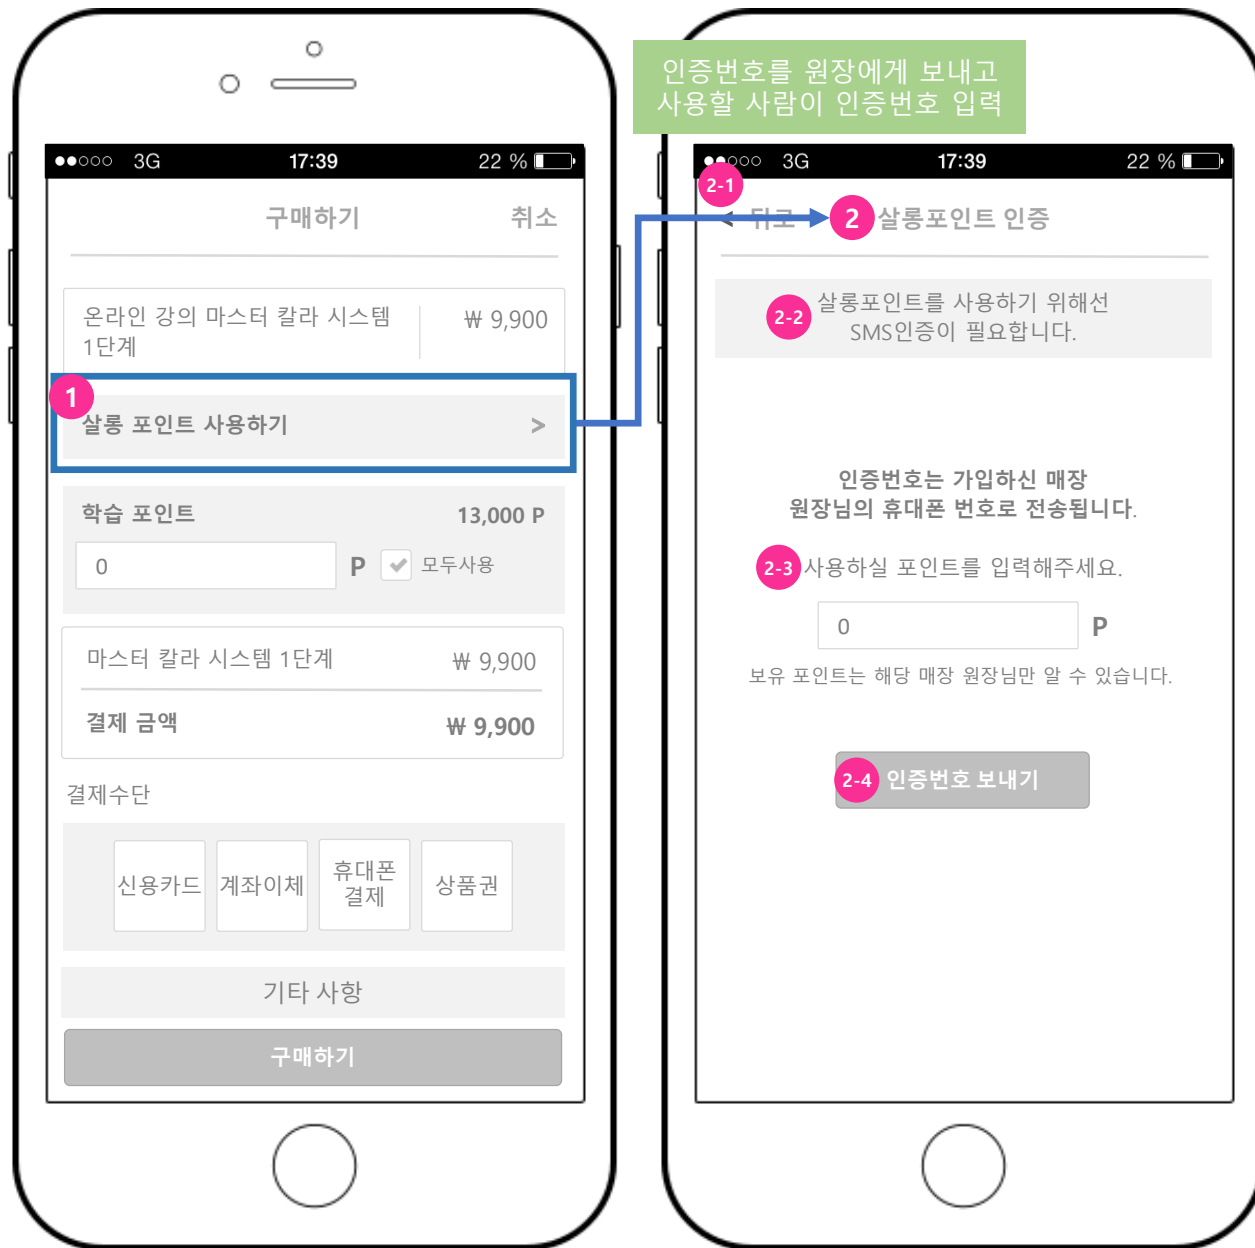 인증번호를 원장에게 보내고
사용할 사람이 인증번호 입력
3G 17:39 22 %
구매하기 취소
온라인 강의 마스터 칼라 시스템 ₩ 9,900
1단계
1
살롱 포인트 사용하기 >
학습 포인트 13,000 P
0 P 모두사용
마스터 칼라 시스템 1단계 ₩ 9,900
결제 금액 ₩ 9,900
결제수단
신용카드 계좌이체 휴대폰 상품권
결제
기타 사항
구매하기
3G 17:39 22 %
2-1
뒤로 2 살롱포인트 인증
2-2 살롱포인트를 사용하기 위해선
SMS인증이 필요합니다.
인증번호는 가입하신 매장
원장님의 휴대폰 번호로 전송됩니다.
2-3 사용하실 포인트를 입력해주세요.
0 P
보유 포인트는 해당 매장 원장님만 알 수 있습니다.
2-4 인증번호 보내기